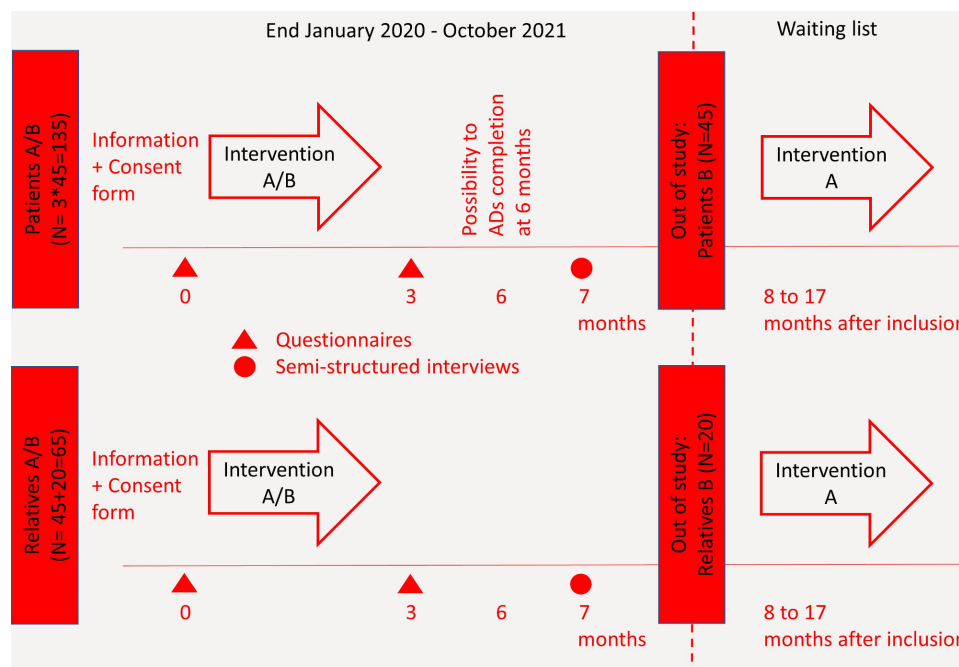 End January 2020 - October 2021
Waiting list
Patients A/B
(N= 3*45=135)
Information
+ Consent
form
Intervention
A/B
Possibility to
ADs completion
at 6 months
Out of study:
Patients B (N=45)
Intervention
A
0
3
6
7
months
8 to 17
months after inclusion
Questionnaires
Semi-structured interviews
Relatives A/B
(N= 45+20=65)
Information
+ Consent
form
Intervention
A/B
Out of study:
Relatives B (N=20)
Intervention
A
0
3
6
7
months
8 to 17
months after inclusion